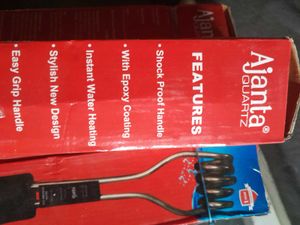 Ajanta®
QUARTZ
FEATURES
• Shock Proof Handle
• With Epoxy Coating
• Instant Water Heating
• Stylish New Design
• Easy Grip Handle